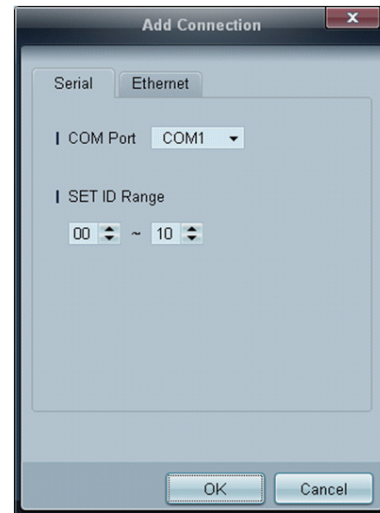 Add Connection
x
Serial Ethernet
COM Port COM1
SET ID Range
00 ~ 10
OK Cancel